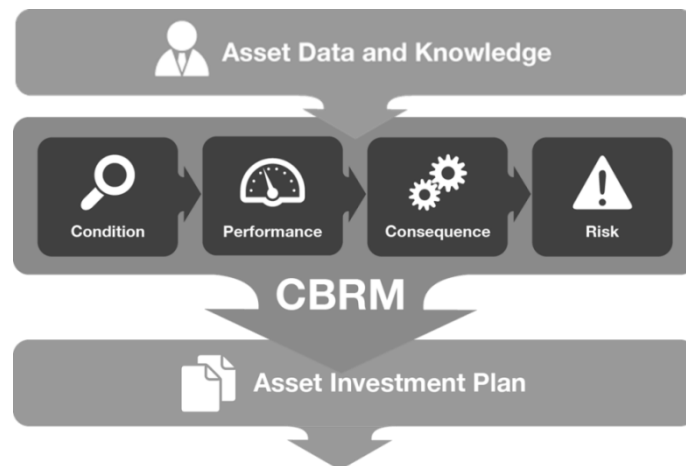 Asset Data and Knowledge
Condition
Performance
Consequence
Risk
CBRM
Asset Investment Plan